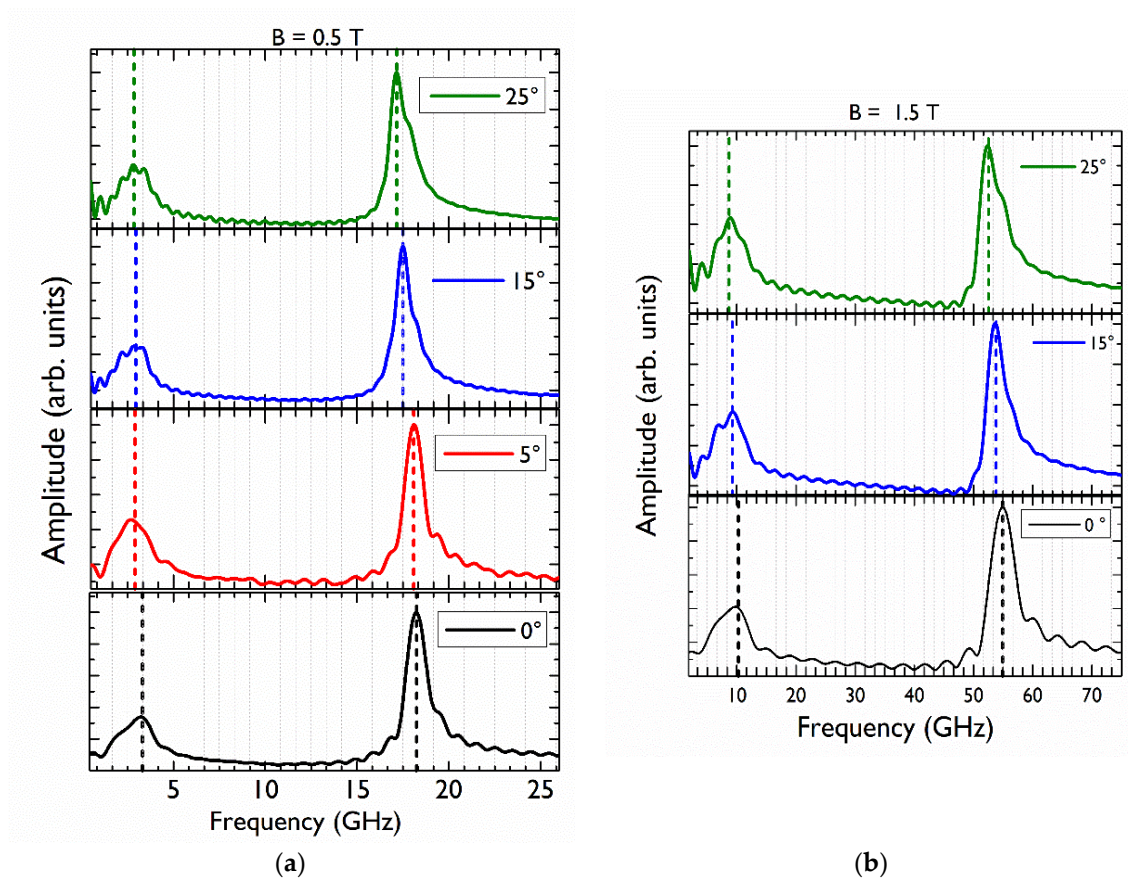 B = 0.5 T
25°
15°
5°
0°
Amplitude (arb. units)
5 10 15 20 25
Frequency (GHz)
(a)
B = 1.5 T
25°
15°
0 °
Amplitude (arb. units)
10 20 30 40 50 60 70
Frequency (GHz)
(b)